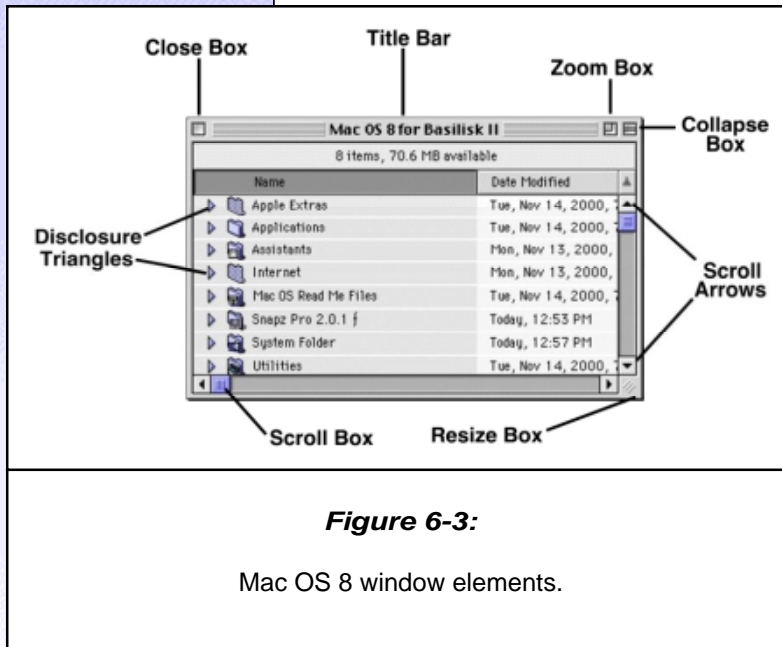 Close Box
Title Bar
Zoom Box
Collapse
Box
Mac OS 8 for Basilisk II
8 items, 70.6 MB available
Name Date Modified
Apple Extras Tue, Nov 14, 2000, 7
Applications Tue, Nov 14, 2000, 7
Assistants Mon, Nov 13, 2000,
Internet Mon, Nov 13, 2000,
Mac OS Read Me Files Tue, Nov 14, 2000, 7
Snapz Pro 2.0.1 ƒ Today, 12:53 PM
System Folder Today, 12:57 PM
Utilities Tue, Nov 14, 2000, 7
Disclosure
Triangles
Scroll
Arrows
Scroll Box
Resize Box
Figure 6-3:
Mac OS 8 window elements.